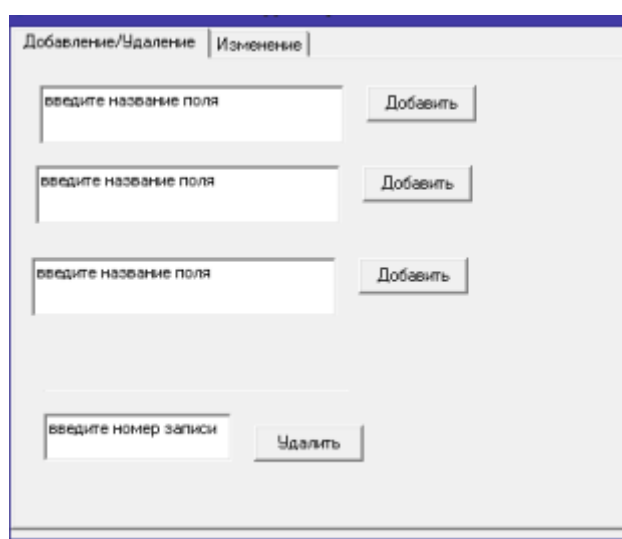 Добавление/Удаление Изменение
введите название поля Добавить
введите название поля Добавить
введите название поля Добавить
введите номер записи Удалить